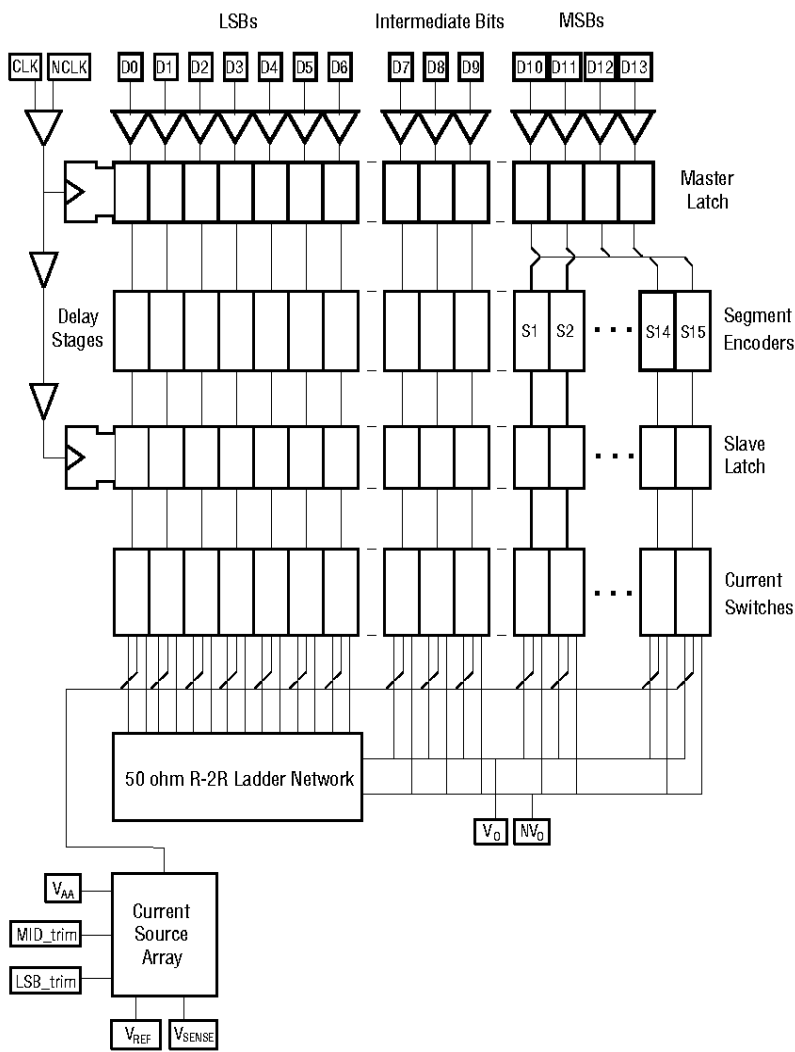 LSBs Intermediate Bits MSBs
CLK NCLK D0 D1 D2 D3 D4 D5 D6 D7 D8 D9 D10 D11 D12 D13
Master
Latch
Delay
Stages
S1 S2 S14 S15
Segment
Encoders
Slave
Latch
Current
Switches
50 ohm R-2R Ladder Network
VO NVO
VAA
MID_trim
LSB_trim
Current
Source
Array
VREF VSENSE